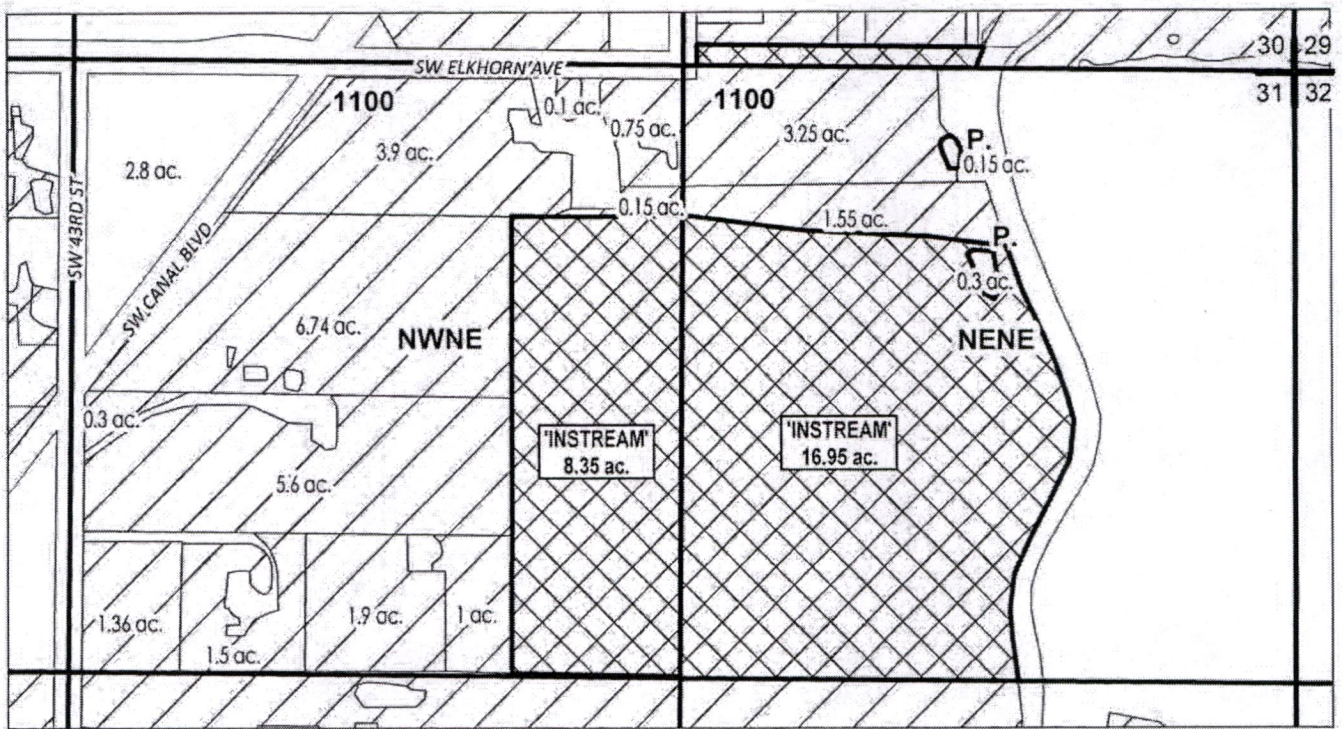 30 29
SW ELKHORN AVE
31 32
1100
0.1 ac.
1100
0.75 ac.
3.25 ac.
P.
2.8 ac.
3.9 ac.
0.15 ac.
SW 43RD ST
0.15 ac.
1.55 ac.
P.
SW CANAL BLVD
0.3 ac.
6.74 ac.
NWNE
NENE
0.3 ac.
'INSTREAM'
8.35 ac.
'INSTREAM'
16.95 ac.
5.6 ac.
1.36 ac.
1.5 ac.
1.9 ac.
1 ac.